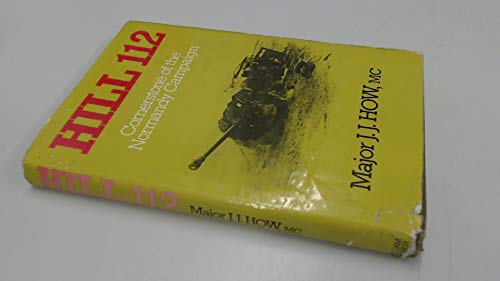 HILL 112
Cornerstone of the
Normandy Campaign
Major J. J. HOW, MC
HILL 112
Major J. J. HOW, MC